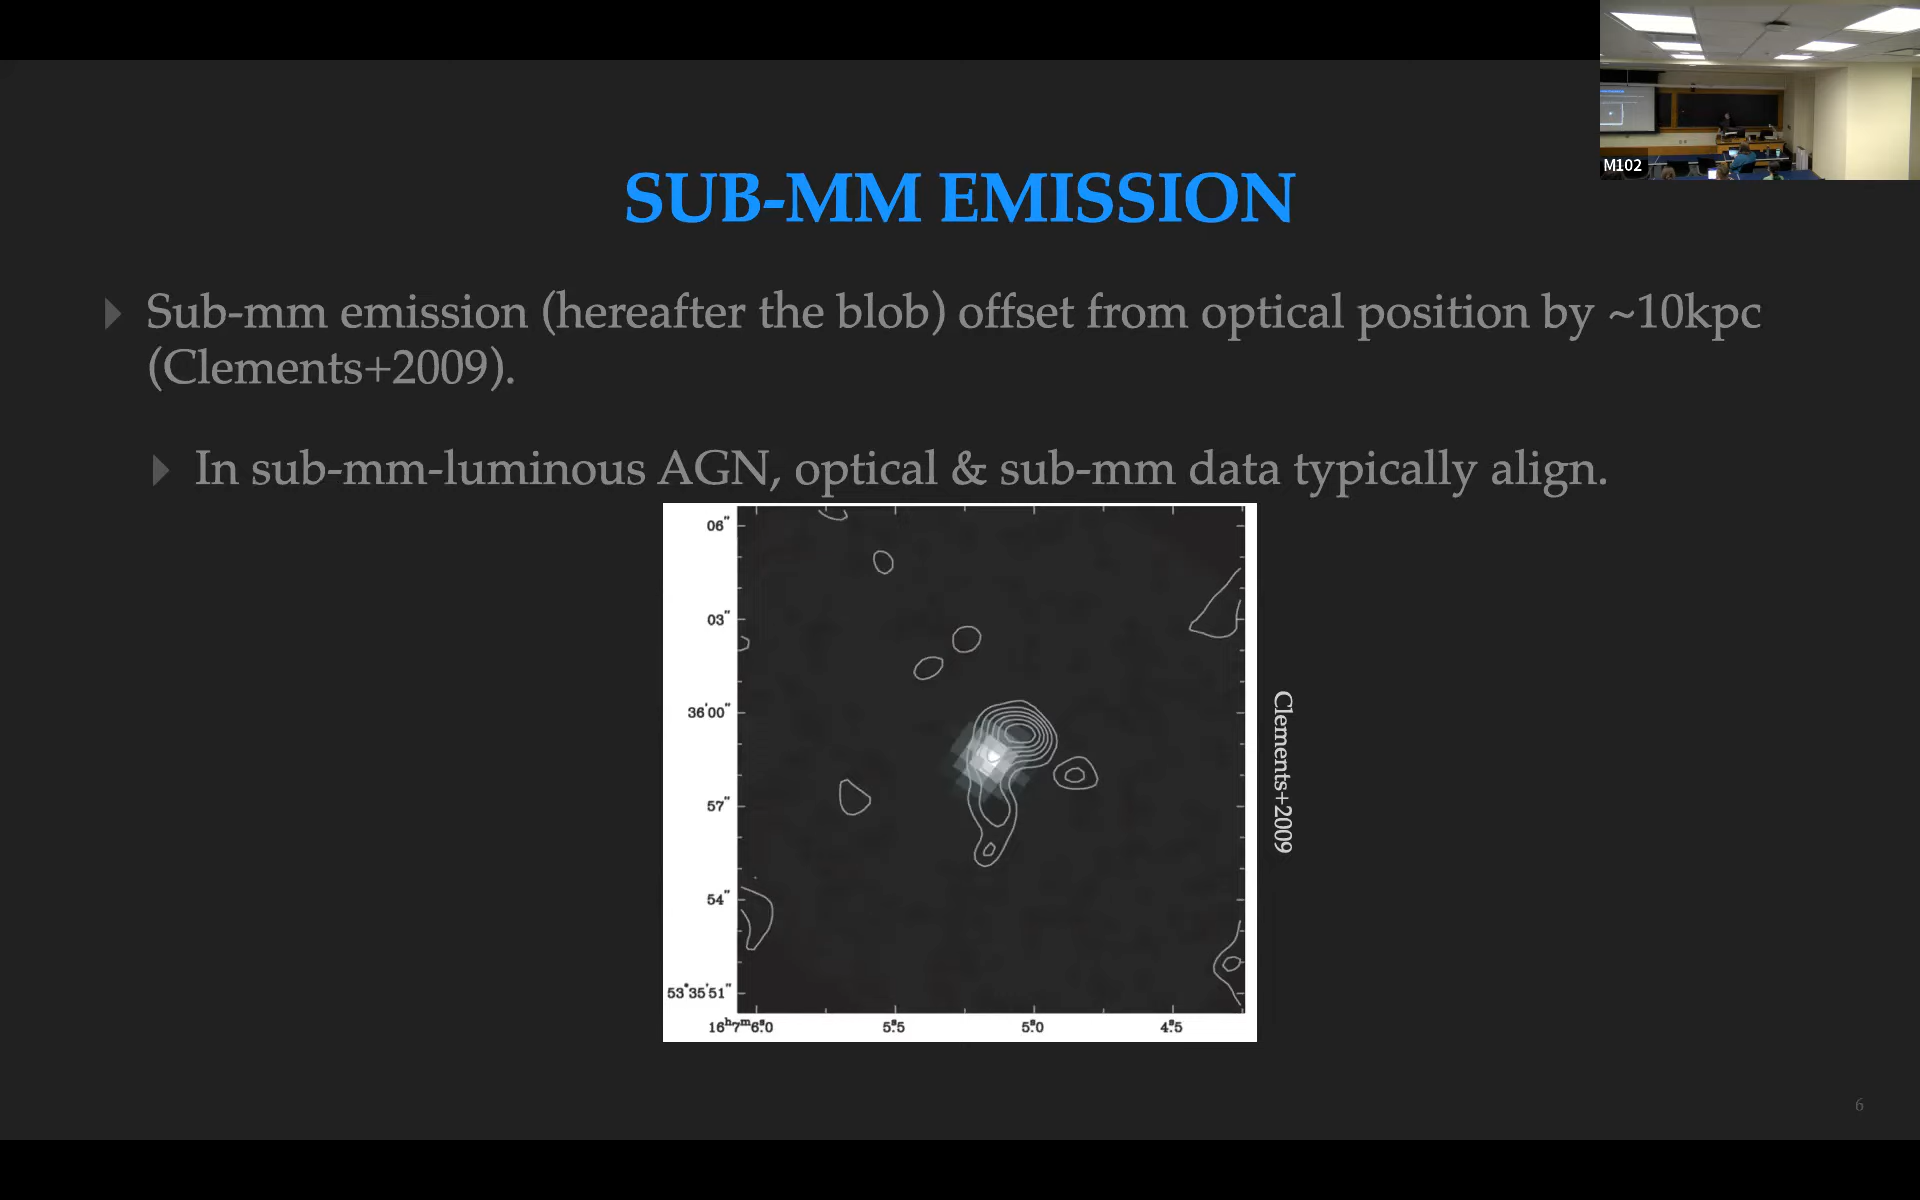 M102
SUB-MM EMISSION
Sub-mm emission (hereafter the blob) offset from optical position by ~10kpc
(Clements+2009).
In sub-mm-luminous AGN, optical & sub-mm data typically align.
06"
03"
36'00"
57"
54"
53°35'51"
16ʰ7ᵐ6ˢ.0
5ˢ.5
5ˢ.0
4ˢ.5
Clements+2009
6